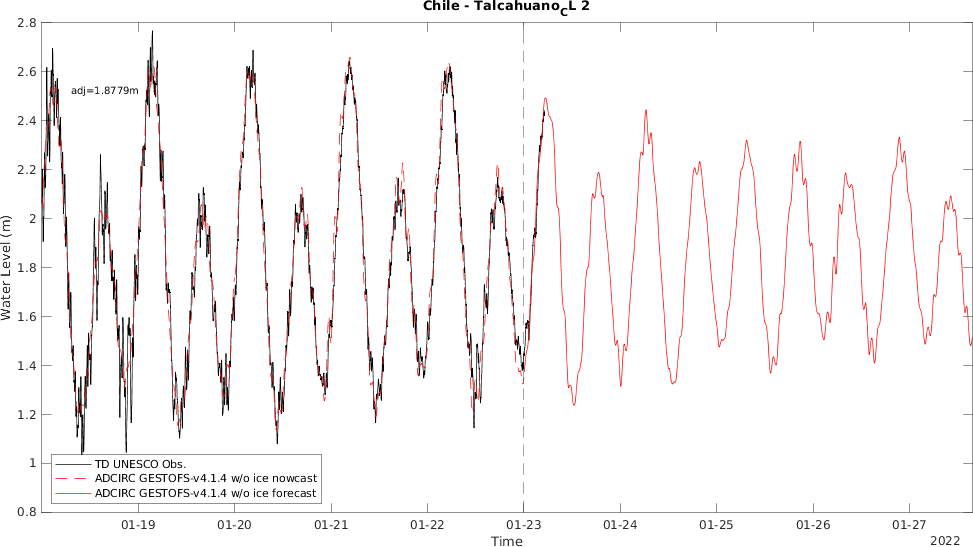 Chile - Talcahuano_CL 2
2.8
2.6
2.4
2.2
2
1.8
1.6
1.4
1.2
1
0.8
Water Level (m)
adj=1.8779m
TD UNESCO Obs.
ADCIRC GESTOFS-v4.1.4 w/o ice nowcast
ADCIRC GESTOFS-v4.1.4 w/o ice forecast
01-19 01-20 01-21 01-22 01-23 01-24 01-25 01-26 01-27
Time
2022